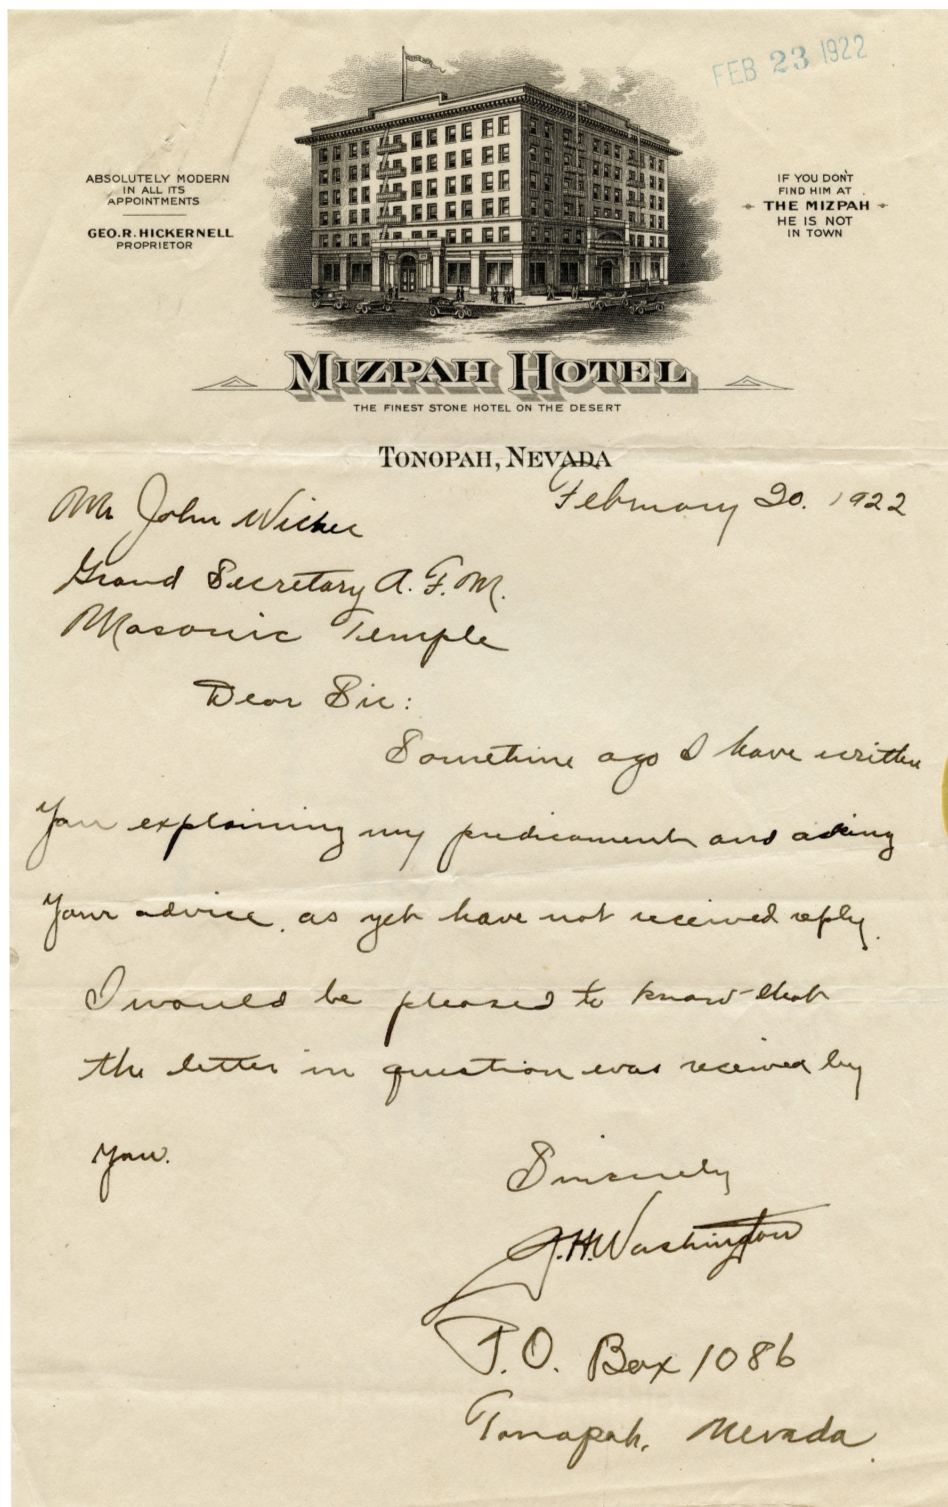 FEB 23 1922
ABSOLUTELY MODERN
IN ALL ITS
APPOINTMENTS
GEO. R. HICKERNELL
PROPRIETOR
IF YOU DON'T
FIND HIM AT
THE MIZPAH
HE IS NOT
IN TOWN
MIZPAH HOTEL
THE FINEST STONE HOTEL ON THE DESERT
TONOPAH, NEVADA
February 20. 1922
Mr John Wicker
Grand Secretary A. F. M.
Masonic Temple
Dear Sir:
Sometime ago I have written
you explaining my predicament and asking
your advice. as yet have not received reply.
I would be pleased to know that
the letter in question was received by
you.
Sincerely
J.H. Washington
P.O. Box 1086
Tonopah, Nevada.